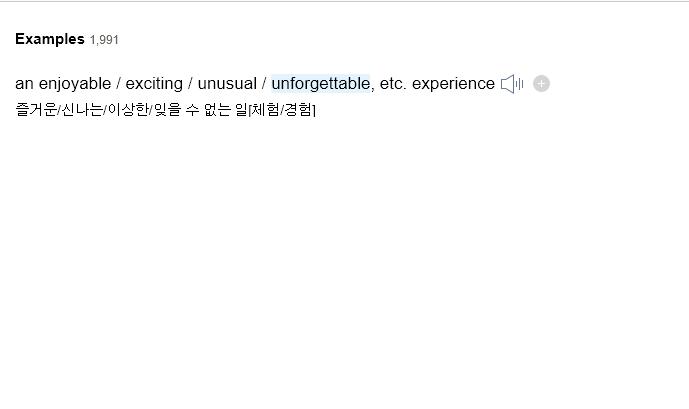 Examples 1,991
an enjoyable / exciting / unusual / unforgettable, etc. experience
즐거운/신나는/이상한/잊을 수 없는 일[체험/경험]